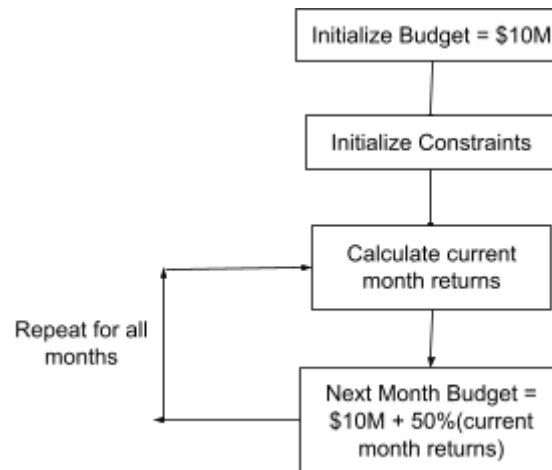 Initialize Budget = $10M
Initialize Constraints
Calculate current
month returns
Repeat for all
months
Next Month Budget =
$10M + 50%(current
month returns)